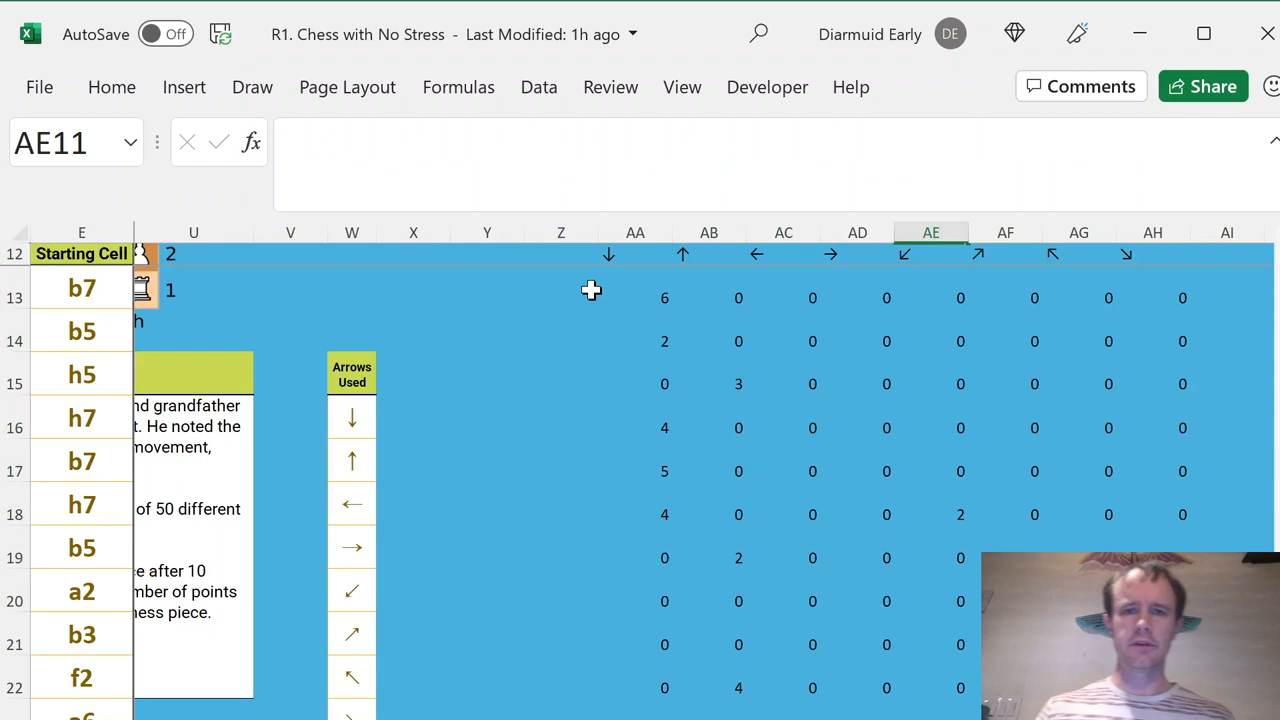 AutoSave Off R1. Chess with No Stress - Last Modified: 1h ago Diarmuid Early DE
File Home Insert Draw Page Layout Formulas Data Review View Developer Help Comments Share
AE11 fx
E U V W X Y Z AA AB AC AD AE AF AG AH AI
12 Starting Cell 2 ↓ ↑ ← → ↙ ↗ ↖ ↘
13 b7 1 6 0 0 0 0 0 0 0
h
14 b5 2 0 0 0 0 0 0 0
15 h5 Arrows Used 0 3 0 0 0 0 0 0
nd grandfather
16 h7 t. He noted the ↓ 4 0 0 0 0 0 0 0
movement,
17 b7 ↑ 5 0 0 0 0 0 0 0
18 h7 of 50 different ← 4 0 0 0 2 0 0 0
19 b5 → 0 2 0 0 0
e after 10
20 a2 mber of points ↙ 0 0 0 0 0
ness piece.
21 b3 ↗ 0 0 0 0 0
22 f2 ↖ 0 4 0 0 0
a6